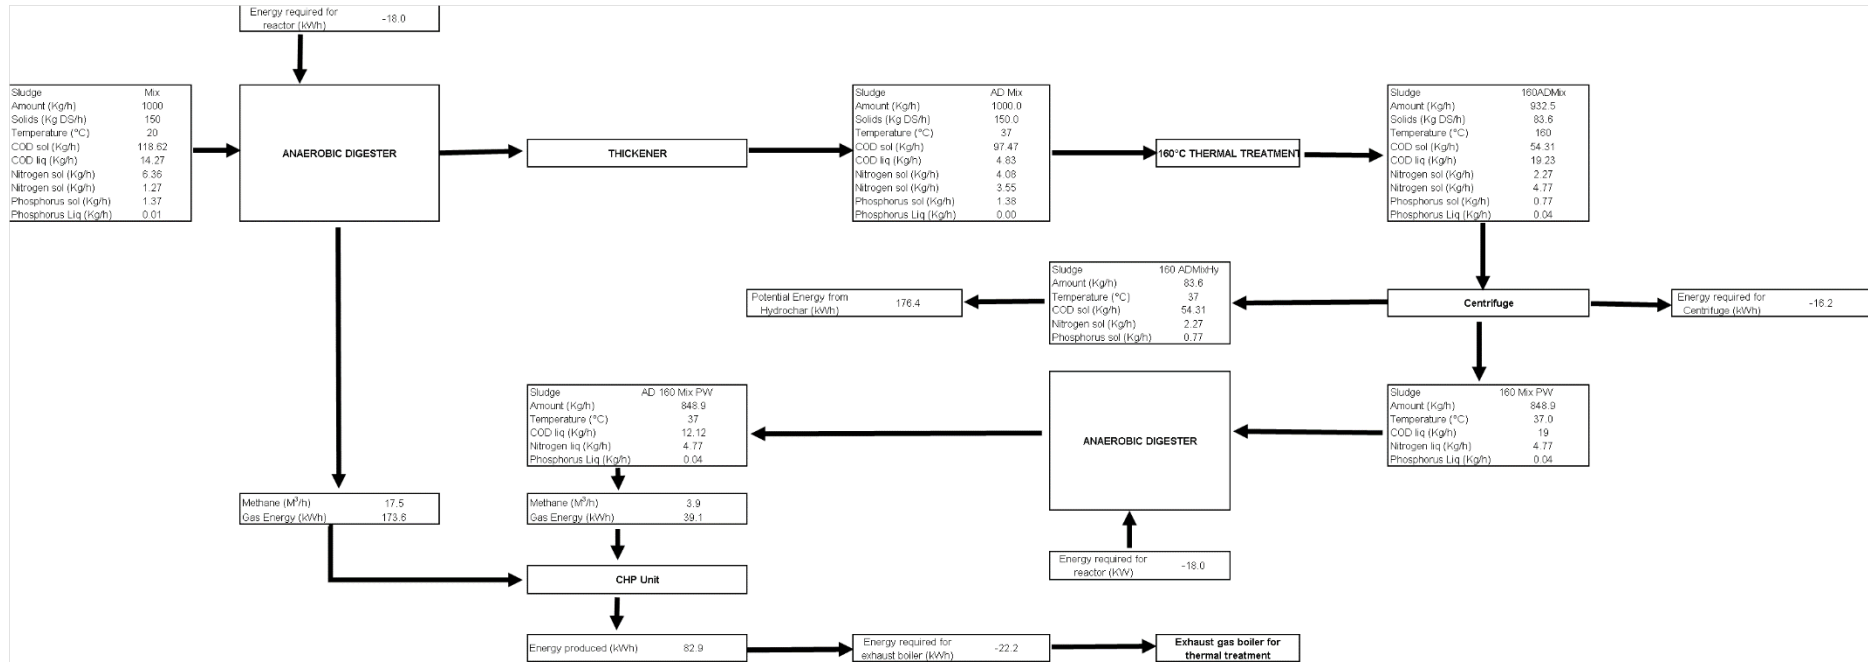 Energy required for reactor (kWh) -18.0
Sludge Mix
Amount (Kg/h) 1000
Solids (Kg DS/h) 150
Temperature (°C) 20
COD sol (Kg/h) 118.62
COD liq (Kg/h) 14.27
Nitrogen sol (Kg/h) 6.36
Nitrogen sol (Kg/h) 1.27
Phosphorus sol (Kg/h) 1.37
Phosphorus Liq (Kg/h) 0.01
ANAEROBIC DIGESTER
THICKENER
Sludge AD Mix
Amount (Kg/h) 1000.0
Solids (Kg DS/h) 150.0
Temperature (°C) 37
COD sol (Kg/h) 97.47
COD liq (Kg/h) 4.83
Nitrogen sol (Kg/h) 4.08
Nitrogen sol (Kg/h) 3.55
Phosphorus sol (Kg/h) 1.38
Phosphorus Liq (Kg/h) 0.00
160°C THERMAL TREATMENT
Sludge 160ADMix
Amount (Kg/h) 932.5
Solids (Kg DS/h) 83.6
Temperature (°C) 160
COD sol (Kg/h) 54.31
COD liq (Kg/h) 19.23
Nitrogen sol (Kg/h) 2.27
Nitrogen sol (Kg/h) 4.77
Phosphorus sol (Kg/h) 0.77
Phosphorus Liq (Kg/h) 0.04
Potential Energy from Hydrochar (kWh) 176.4
Sludge 160 ADMixHy
Amount (Kg/h) 83.6
Temperature (°C) 37
COD sol (Kg/h) 54.31
Nitrogen sol (Kg/h) 2.27
Phosphorus sol (Kg/h) 0.77
Centrifuge
Energy required for Centrifuge (kWh) -16.2
Sludge AD 160 Mix PW
Amount (Kg/h) 848.9
Temperature (°C) 37
COD liq (Kg/h) 12.12
Nitrogen liq (Kg/h) 4.77
Phosphorus Liq (Kg/h) 0.04
ANAEROBIC DIGESTER
Sludge 160 Mix PW
Amount (Kg/h) 848.9
Temperature (°C) 37.0
COD liq (Kg/h) 19
Nitrogen liq (Kg/h) 4.77
Phosphorus Liq (Kg/h) 0.04
Methane (M³/h) 17.5
Gas Energy (kWh) 173.6
Methane (M³/h) 3.9
Gas Energy (kWh) 39.1
Energy required for reactor (KW) -18.0
CHP Unit
Energy produced (kWh) 82.9
Energy required for exhaust boiler (kWh) -22.2
Exhaust gas boiler for thermal treatment